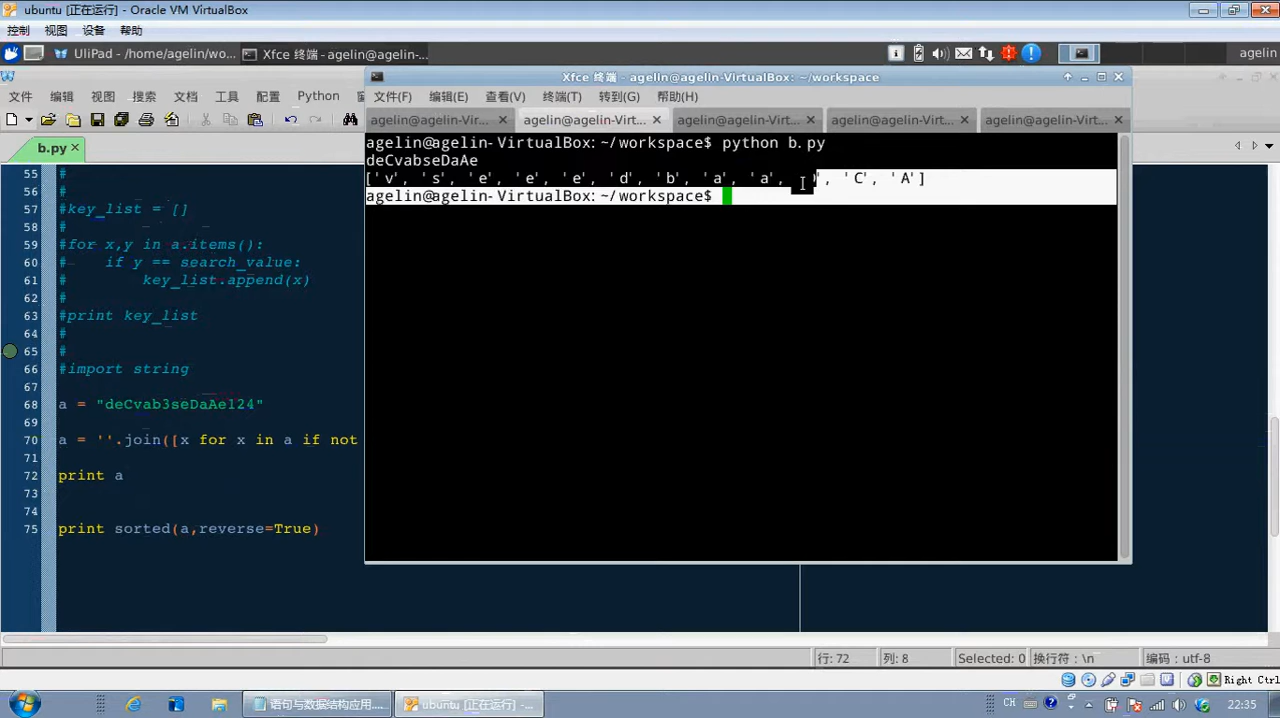 ubuntu [正在运行] - Oracle VM VirtualBox
控制 视图 设备 帮助
UliPad - /home/agelin/wo... Xfce 终端 - agelin@agelin-... agelin
Xfce 终端 - agelin@agelin-VirtualBox: ~/workspace
文件 编辑 视图 搜索 文档 工具 配置 Python
文件(F) 编辑(E) 查看(V) 终端(T) 转到(G) 帮助(H)
agelin@agelin-Vir... agelin@agelin-Virt... agelin@agelin-Virt... agelin@agelin-Virt... agelin@agelin-Virt...
b.py
agelin@agelin-VirtualBox:~/workspace$ python b.py
deCvabseDaAe
['v', 's', 'e', 'e', 'e', 'd', 'b', 'a', 'a', 'C', 'A']
agelin@agelin-VirtualBox:~/workspace$
55 #
56 #
57 #key_list = []
58 #
59 #for x,y in a.items():
60 # if y == search_value:
61 # key_list.append(x)
62 #
63 #print key_list
64 #
65 #
66 #import string
67
68 a = "deCvab3seDaAe124"
69
70 a = ''.join([x for x in a if not
71
72 print a
73
74
75 print sorted(a,reverse=True)
行: 72 列: 8 Selected: 0 换行符: \n 编码: utf-8
Right Ctrl
语句与数据结构应用... ubuntu [正在运行] -... CH 22:35